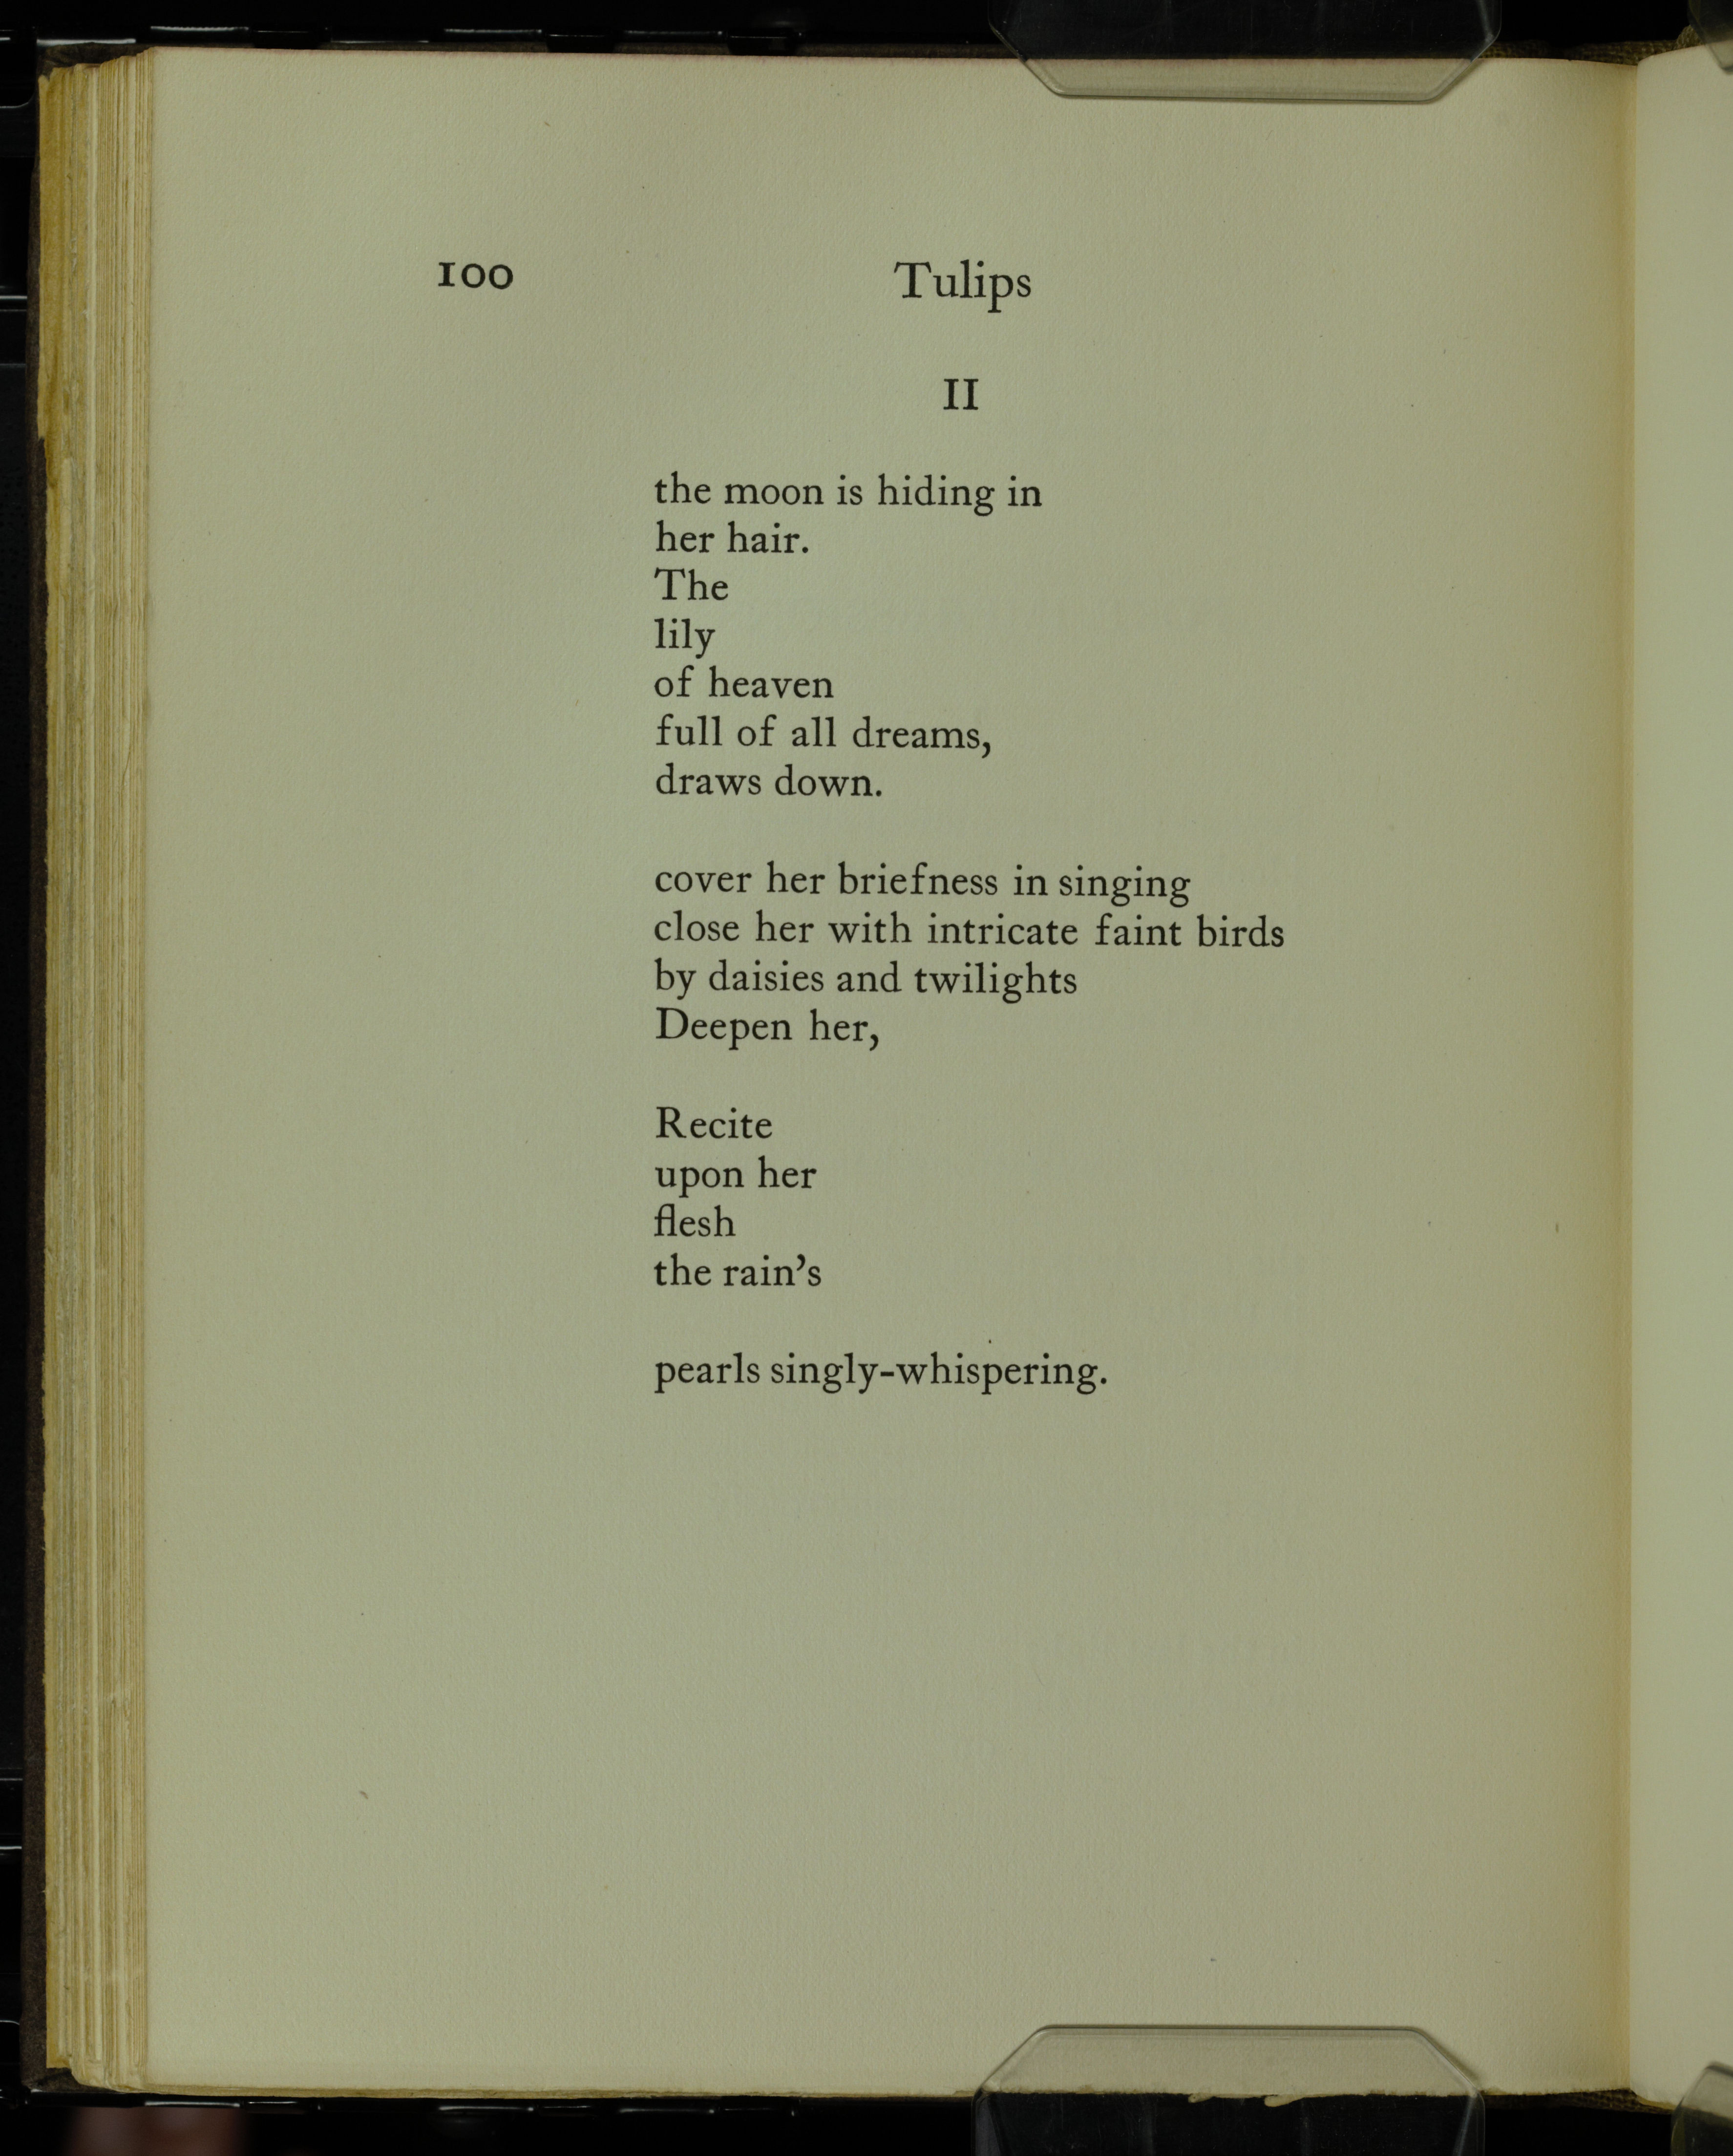 100 Tulips
II
the moon is hiding in
her hair.
The
lily
of heaven
full of all dreams,
draws down.
cover her briefness in singing
close her with intricate faint birds
by daisies and twilights
Deepen her,
Recite
upon her
flesh
the rain’s
pearls singly-whispering.